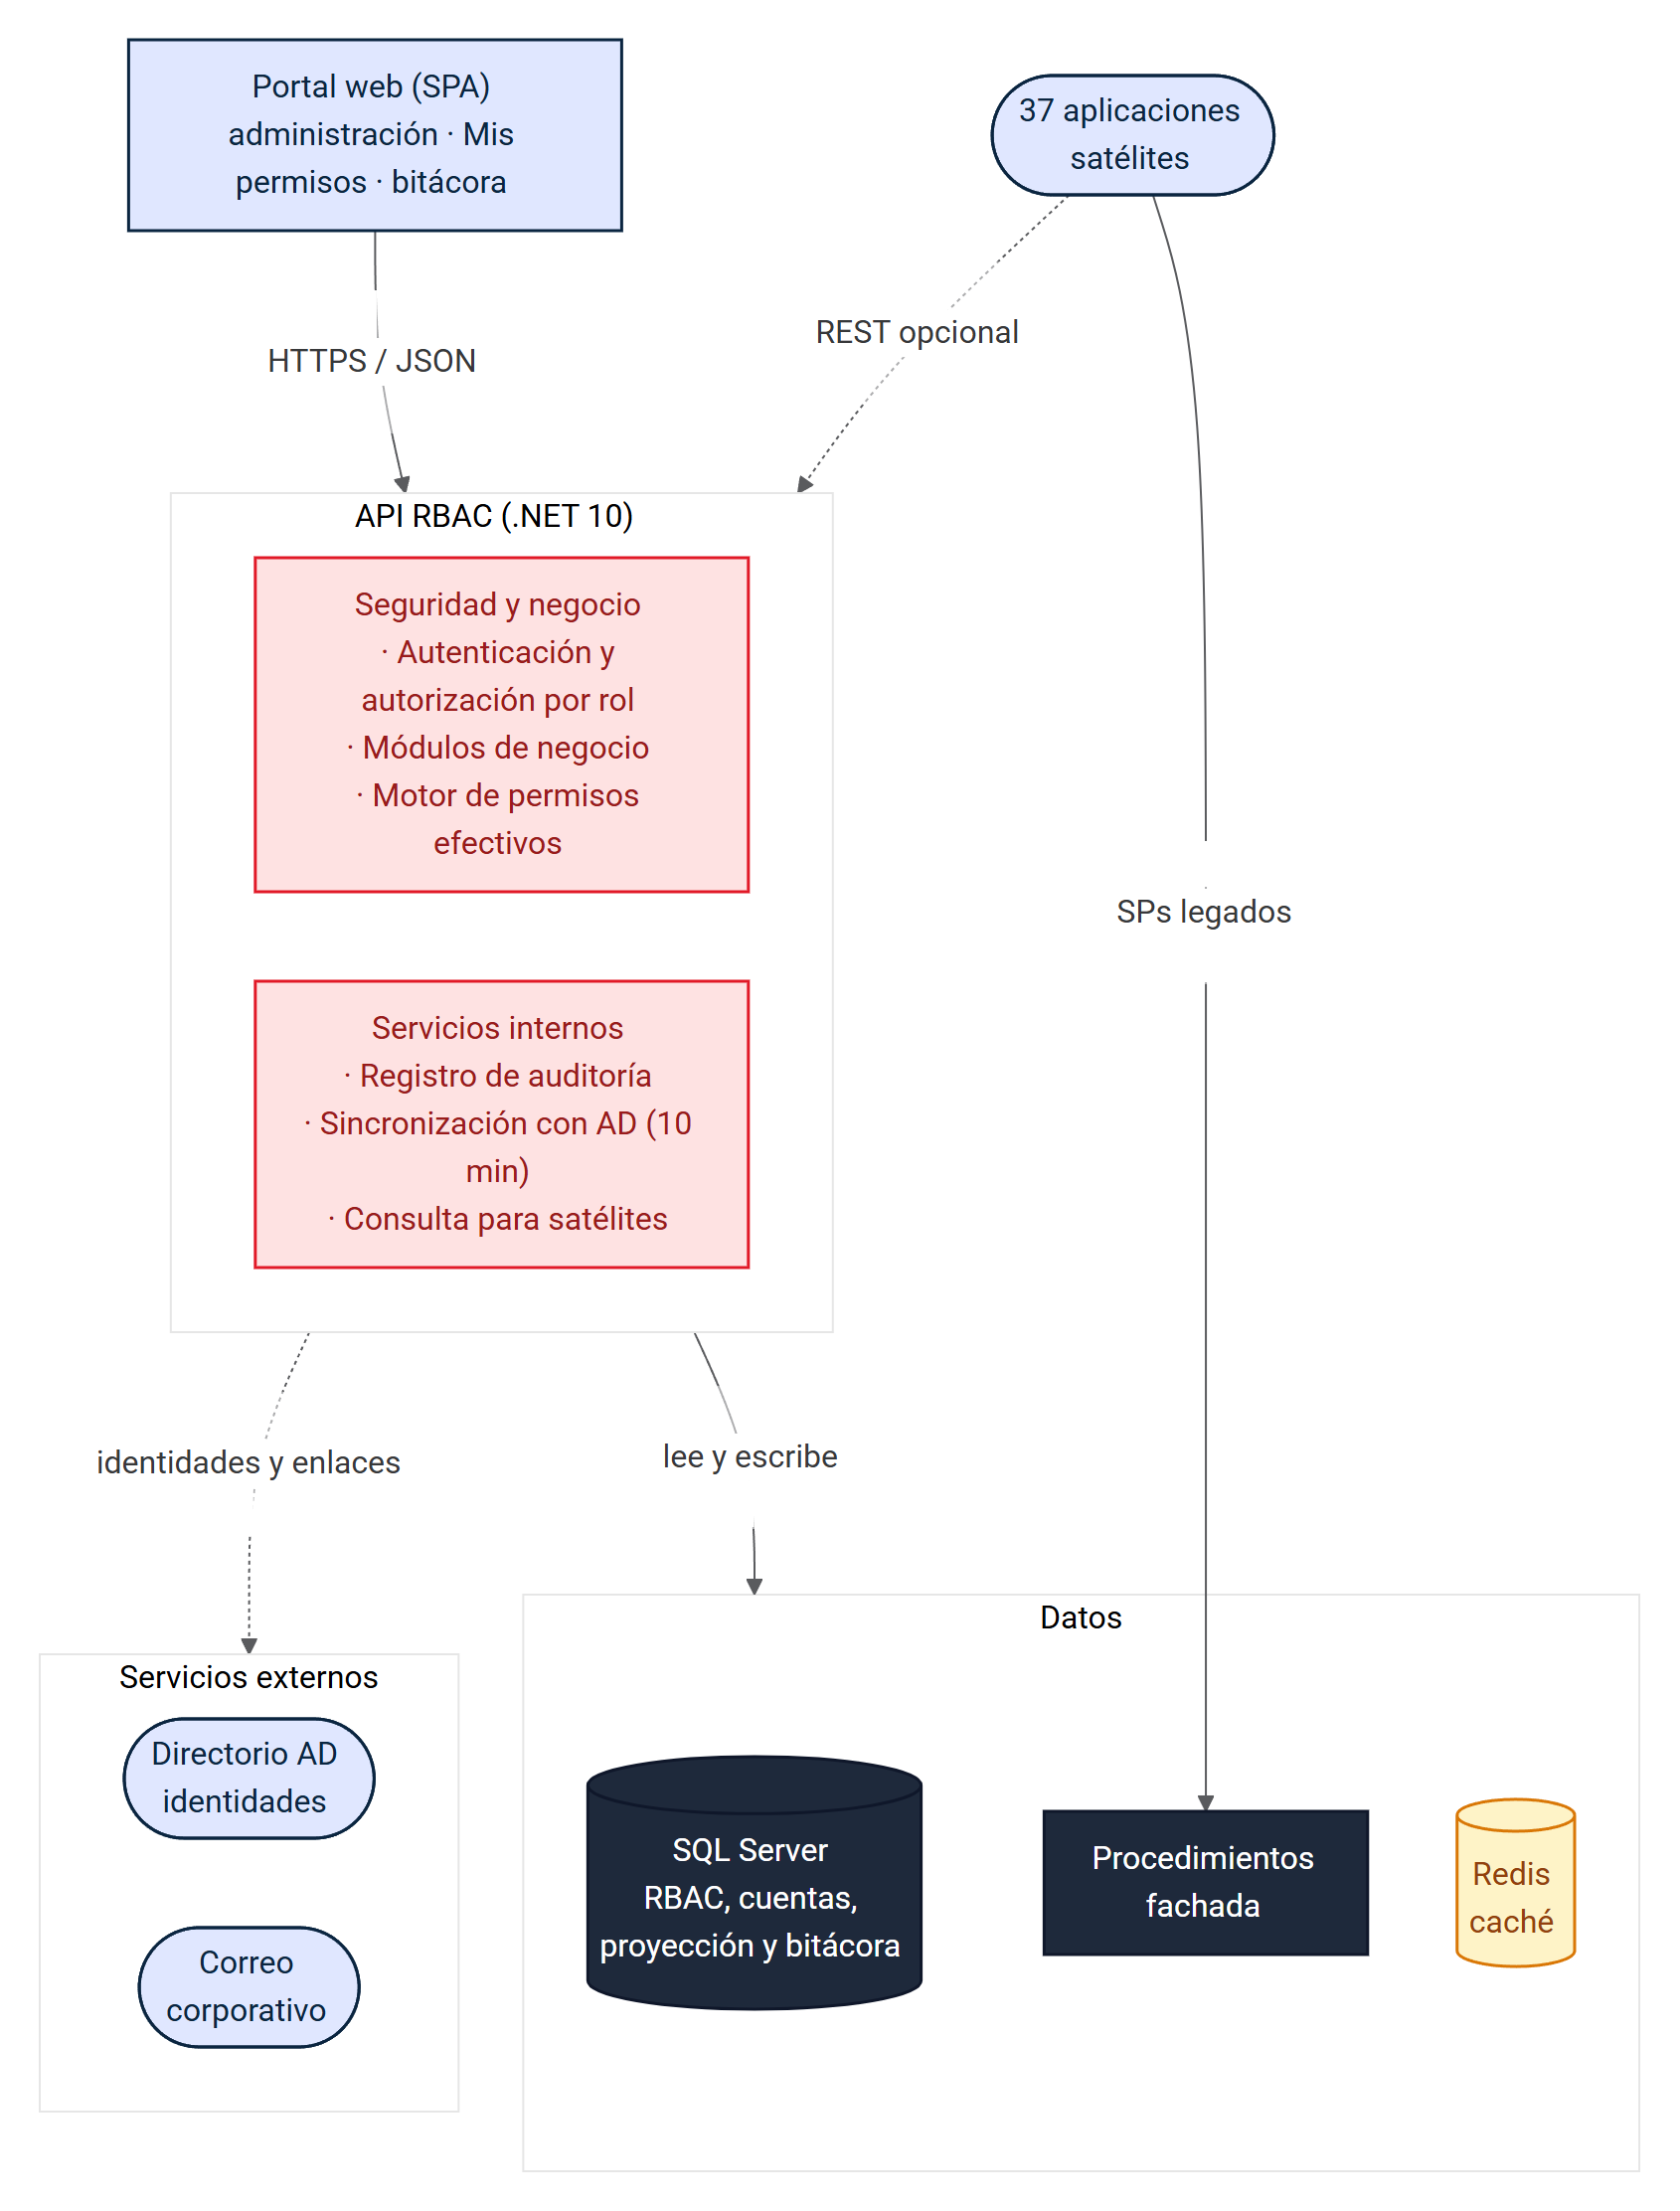 Portal web (SPA)
administración · Mis
permisos · bitácora
37 aplicaciones
satélites
REST opcional
HTTPS / JSON
API RBAC (.NET 10)
Seguridad y negocio
· Autenticación y
autorización por rol
· Módulos de negocio
· Motor de permisos
efectivos
SPs legados
Servicios internos
· Registro de auditoría
· Sincronización con AD (10
min)
· Consulta para satélites
identidades y enlaces
lee y escribe
Datos
Servicios externos
Directorio AD
identidades
Correo
corporativo
SQL Server
RBAC, cuentas,
proyección y bitácora
Procedimientos
fachada
Redis
caché